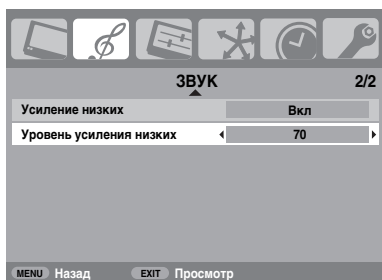 ЗВУК 2/2
Усиление низких Вкл
Уровень усиления низких 70
MENU Назад EXIT Просмотр